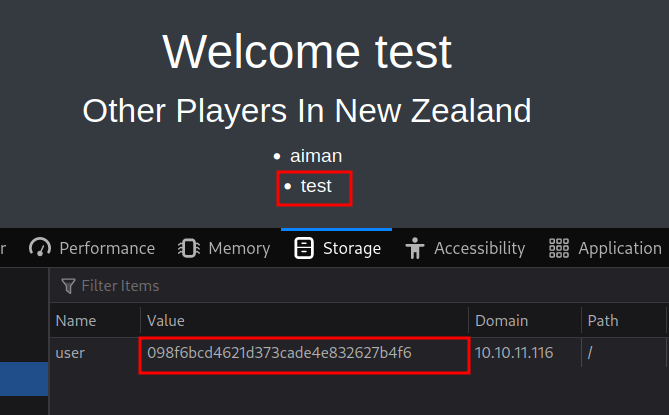 Welcome test
Other Players In New Zealand
• aiman
• test
r Performance Memory Storage Accessibility Application
Filter Items
Name Value Domain Path
user 098f6bcd4621d373cade4e832627b4f6 10.10.11.116 /